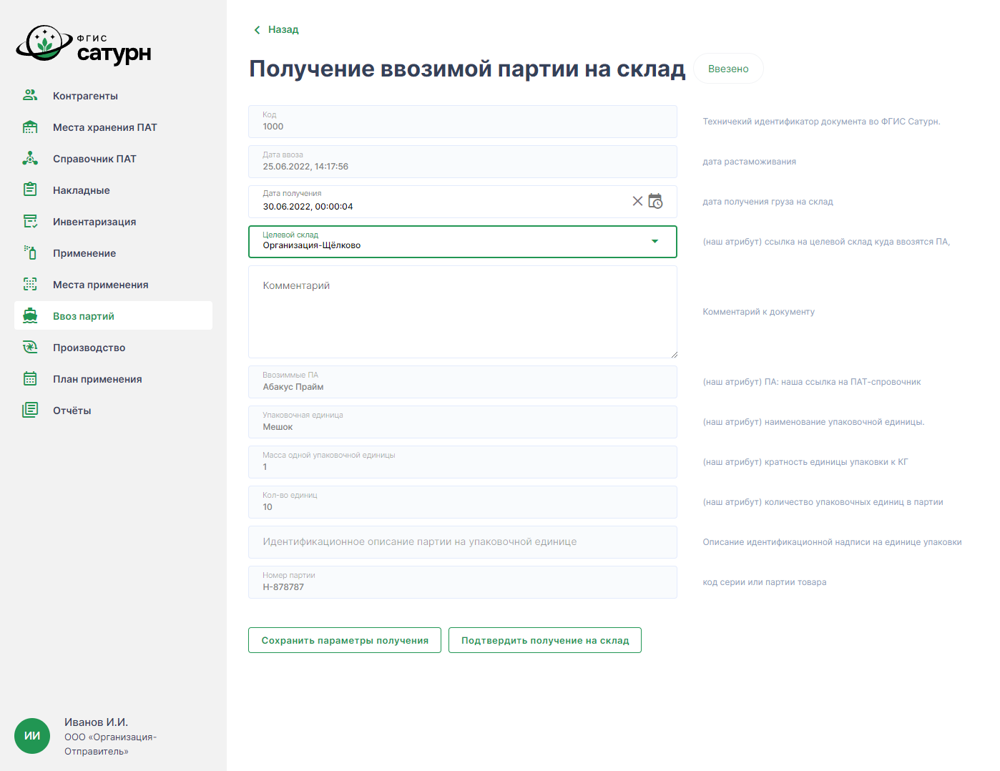 ФГИС
сатурн
Контрагенты
Места хранения ПАТ
Справочник ПАТ
Накладные
Инвентаризация
Применение
Места применения
Ввоз партий
Производство
План применения
Отчёты
ИИ
Иванов И.И.
ООО «Организация-
Отправитель»
Назад
Получение ввозимой партии на склад
Ввезено
Код
1000
Техничекий идентификатор документа во ФГИС Сатурн.
Дата ввоза
25.06.2022, 14:17:56
дата растаможивания
Дата получения
30.06.2022, 00:00:04
дата получения груза на склад
Целевой склад
Организация-Щёлково
(наш атрибут) ссылка на целевой склад куда ввозятся ПА,
Комментарий
Комментарий к документу
Ввозиммые ПА
Абакус Прайм
(наш атрибут) ПА: наша ссылка на ПАТ-спровочник
Упаковочная единица
Мешок
(наш атрибут) наименование упаковочной единицы.
Масса одной упаковочной единицы
1
(наш атрибут) кратность единицы упаковки к КГ
Кол-во единиц
10
(наш атрибут) количество упаковочных единиц в партии
Идентификационное описание партии на упаковочной единице
Описание идентификационной надписи на единице упаковки
Номер партии
Н-878787
код серии или партии товара
Сохранить параметры получения
Подтвердить получение на склад